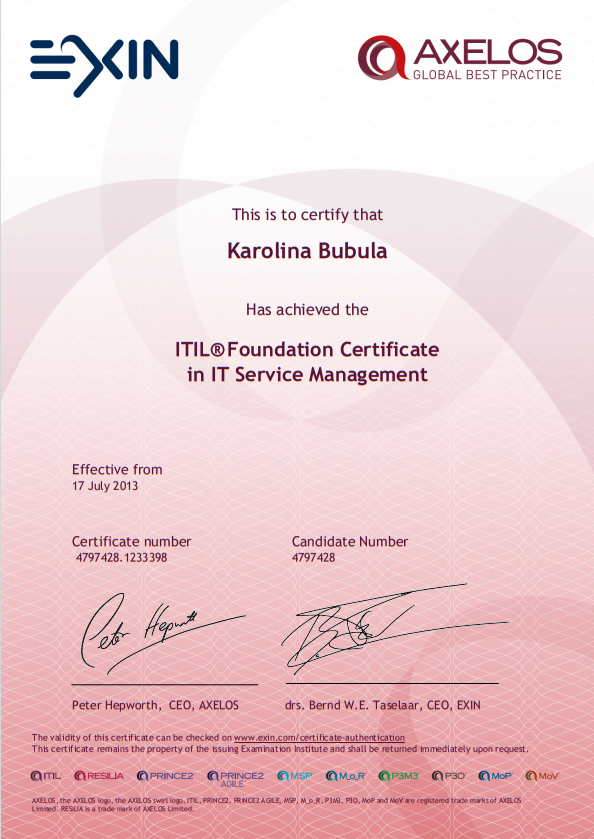 EXIN
AXELOS
GLOBAL BEST PRACTICE
This is to certify that
Karolina Bubula
Has achieved the
ITIL® Foundation Certificate
in IT Service Management
Effective from
17 July 2013
Certificate number
4797428.1233398
Candidate Number
4797428
Peter Hepworth
Peter Hepworth, CEO, AXELOS
drs. Bernd W.E. Taselaar, CEO, EXIN
The validity of this certificate can be checked on www.exin.com/certificate-authentication
This certificate remains the property of the issuing Examination Institute and shall be returned immediately upon request.
ITIL® RESILIA PRINCE2® PRINCE2 AGILE MSP® M_o_R® P3M3® P3O® MoP® MoV®
AXELOS, the AXELOS logo, the AXELOS swirl logo, ITIL, PRINCE2, PRINCE2 AGILE, MSP, M_o_R, P3M3, P3O, MoP and MoV are registered trade marks of AXELOS
Limited. RESILIA is a trade mark of AXELOS Limited.